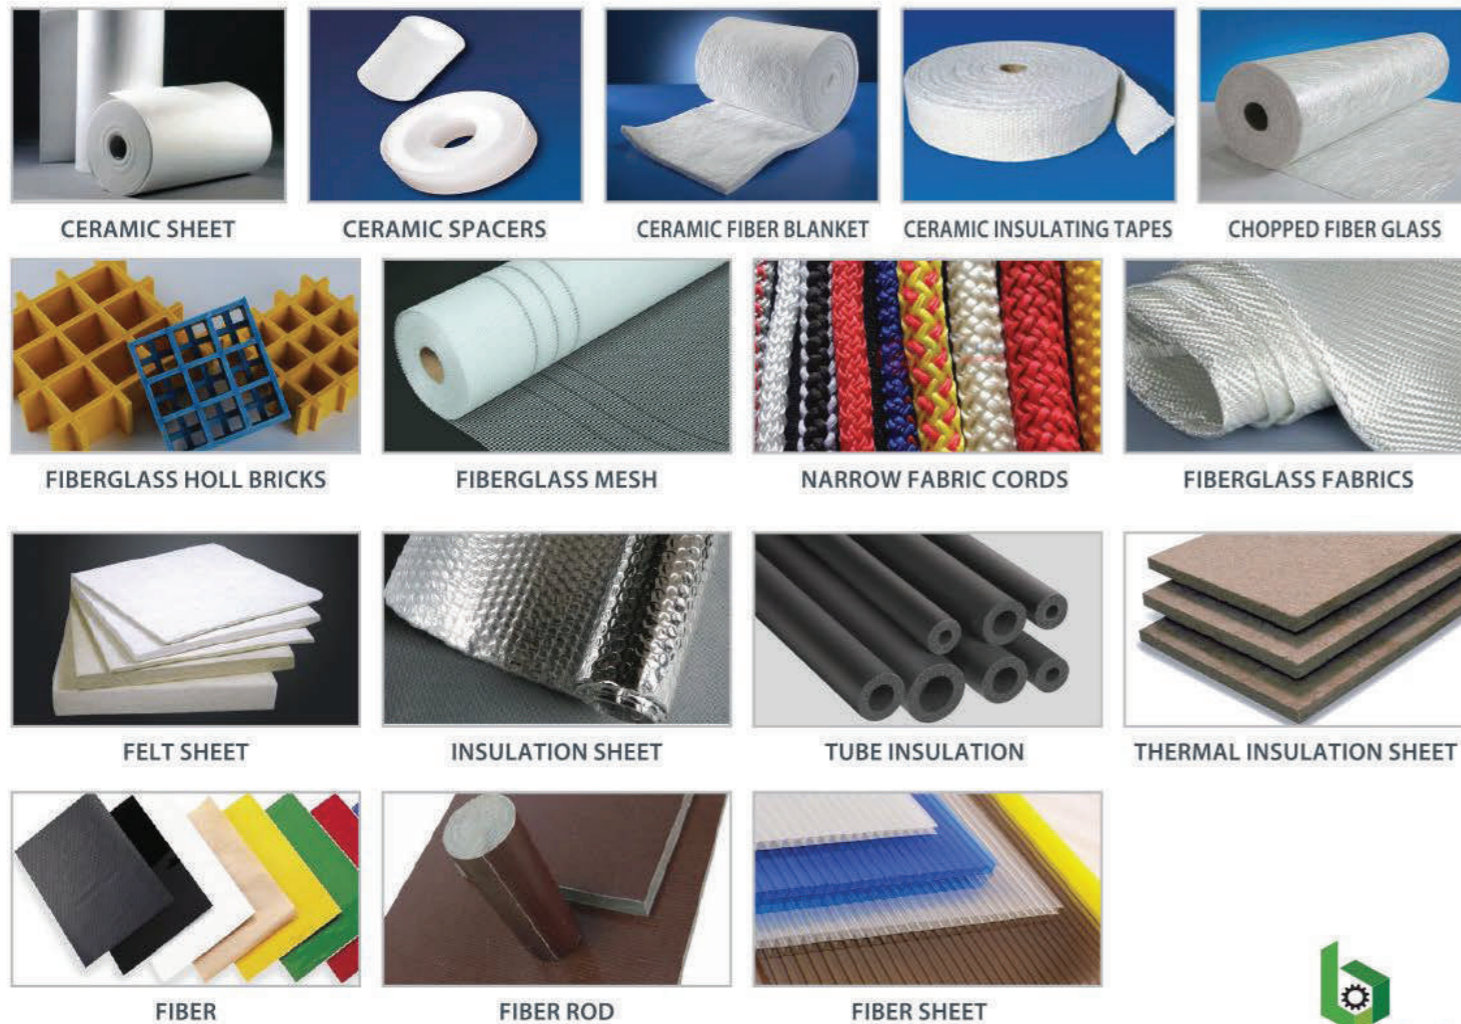 CERAMIC SHEET
CERAMIC SPACERS
CERAMIC FIBER BLANKET
CERAMIC INSULATING TAPES
CHOPPED FIBER GLASS
FIBERGLASS HOLL BRICKS
FIBERGLASS MESH
NARROW FABRIC CORDS
FIBERGLASS FABRICS
FELT SHEET
INSULATION SHEET
TUBE INSULATION
THERMAL INSULATION SHEET
FIBER
FIBER ROD
FIBER SHEET